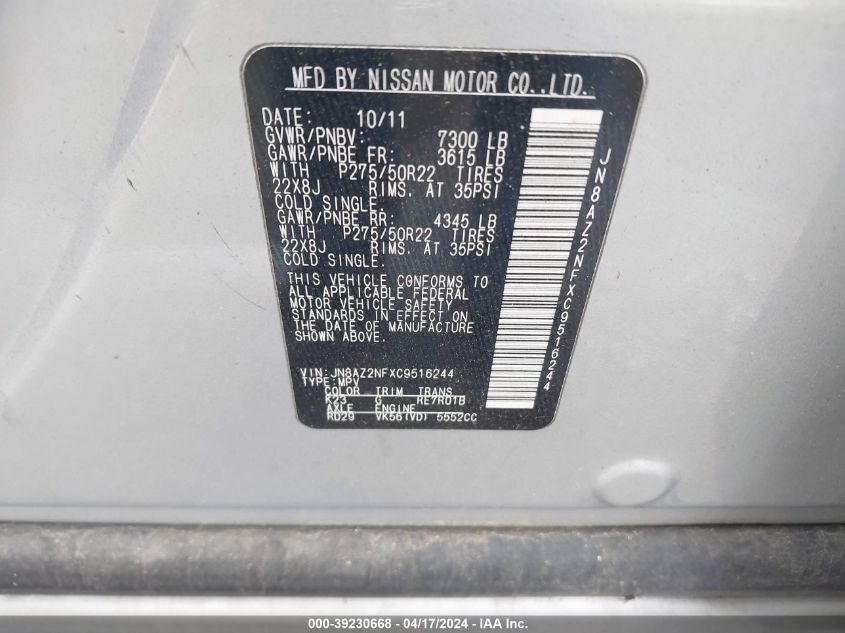 MFD BY NISSAN MOTOR CO.,LTD.
DATE: 10/11
GVWR/PNBV: 7300 LB
GAWR/PNBE FR: 3615 LB
WITH P275/50R22 TIRES
22X8J RIMS. AT 35PSI
COLD SINGLE.
GAWR/PNBE RR: 4345 LB
WITH P275/50R22 TIRES
22X8J RIMS. AT 35PSI
COLD SINGLE.
THIS VEHICLE CONFORMS TO
ALL APPLICABLE FEDERAL
MOTOR VEHICLE SAFETY
STANDARDS IN EFFECT ON
THE DATE OF MANUFACTURE
SHOWN ABOVE.
VIN:JN8AZ2NFXC9516244
TYPE:MPV
COLOR TRIM TRANS
K23 G RE7R01B
AXLE ENGINE
RD29 VK56(VD) 5552CC
JN8AZ2NFXC9516244
000-39230668 - 04/17/2024 - IAA Inc.